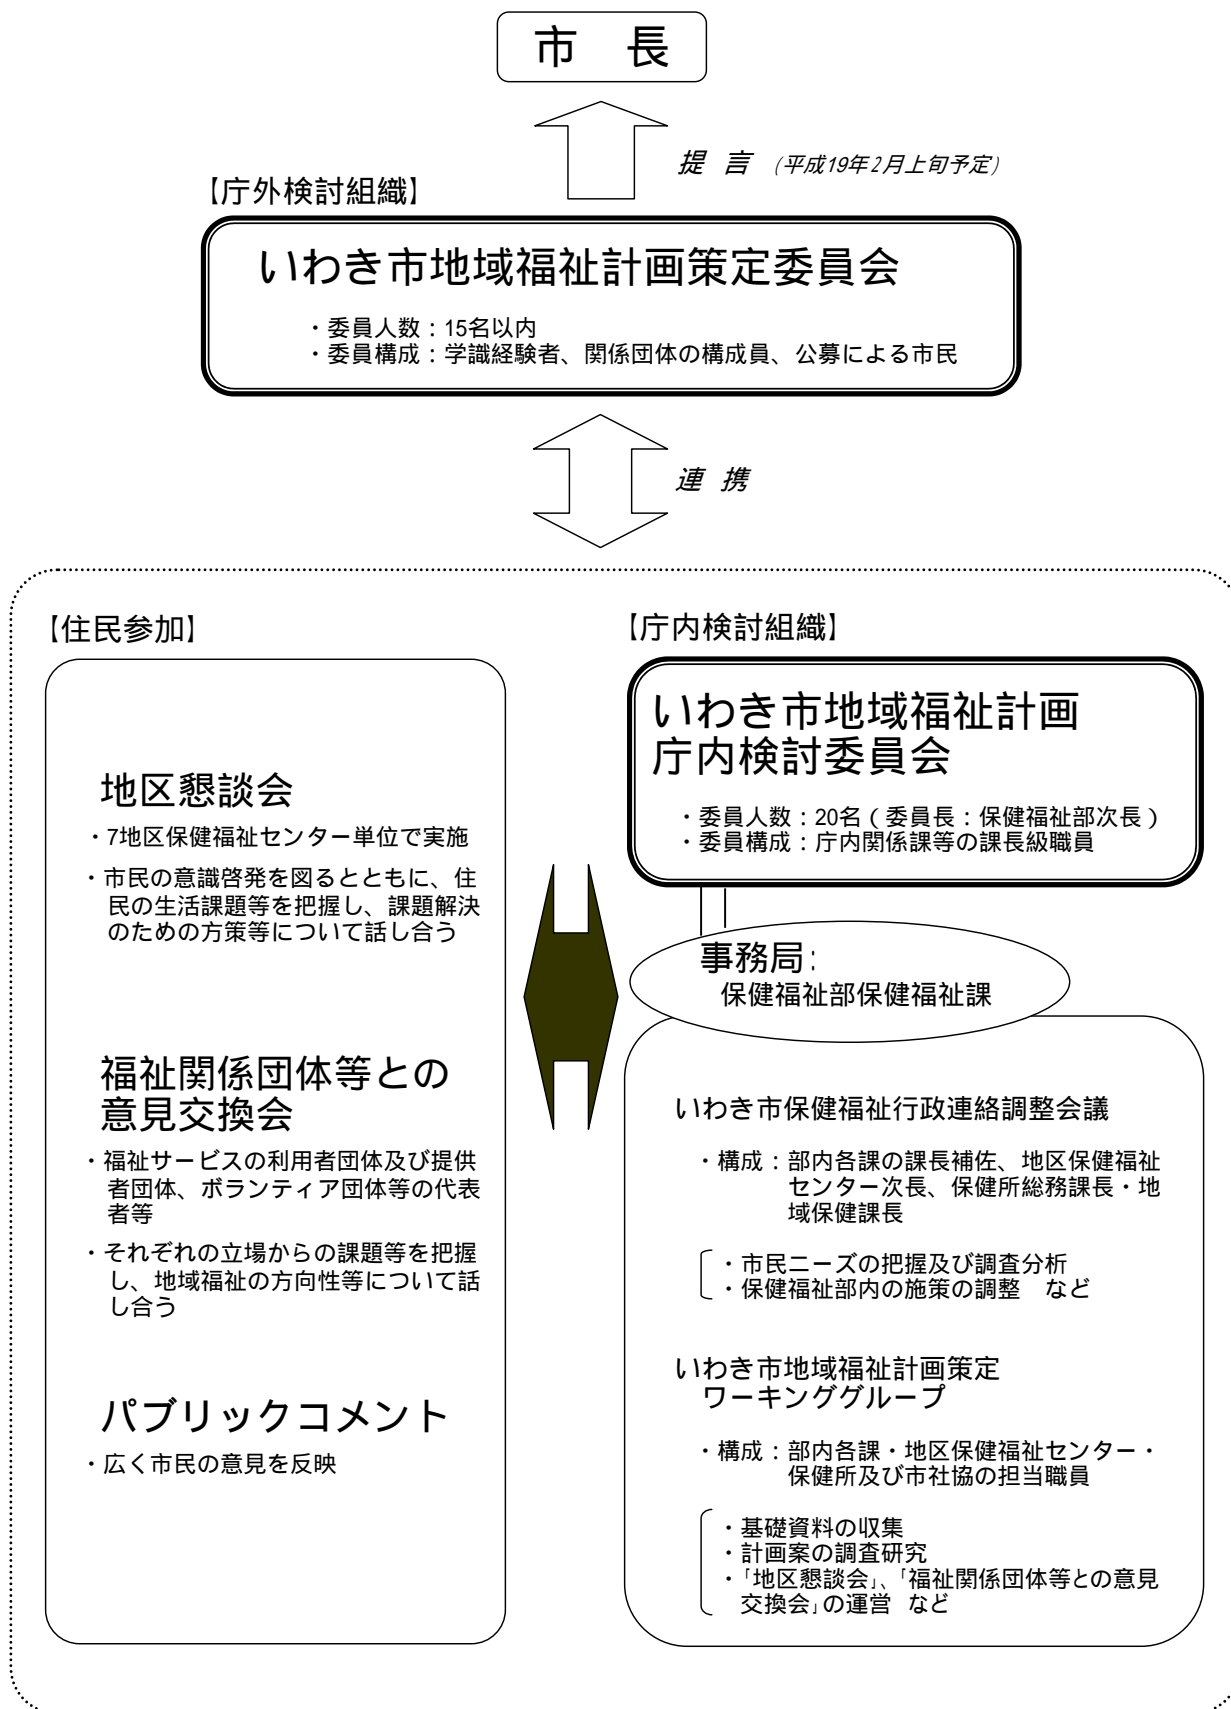 市　長
提 言 (平成19年2月上旬予定)
【庁外検討組織】
いわき市地域福祉計画策定委員会
・委員人数：15名以内
・委員構成：学識経験者、関係団体の構成員、公募による市民
連 携
【住民参加】
地区懇談会
・7地区保健福祉センター単位で実施
・市民の意識啓発を図るとともに、住
民の生活課題等を把握し、課題解決
のための方策等について話し合う
福祉関係団体等との
意見交換会
・福祉サービスの利用者団体及び提供
者団体、ボランティア団体等の代表
者等
・それぞれの立場からの課題等を把握
し、地域福祉の方向性等について話
し合う
パブリックコメント
・広く市民の意見を反映
【庁内検討組織】
いわき市地域福祉計画
庁内検討委員会
・委員人数：20名（委員長：保健福祉部次長）
・委員構成：庁内関係課等の課長級職員
事務局：
保健福祉部保健福祉課
いわき市保健福祉行政連絡調整会議
・構成：部内各課の課長補佐、地区保健福祉
センター次長、保健所総務課長・地
域保健課長
・市民ニーズの把握及び調査分析
・保健福祉部内の施策の調整　など
いわき市地域福祉計画策定
ワーキンググループ
・構成：部内各課・地区保健福祉センター・
保健所及び市社協の担当職員
・基礎資料の収集
・計画案の調査研究
・「地区懇談会」、「福祉関係団体等との意見
交換会」の運営 など